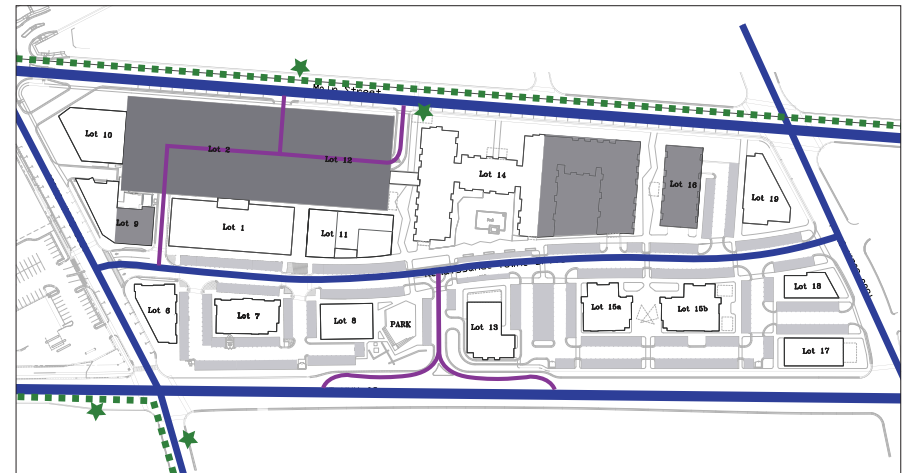 Main Street
Lot 10
Lot 2
Lot 12
Lot 14
Lot 16
Lot 19
Lot 9
Lot 1
Lot 11
Lot 6
Lot 7
Lot 8
PARK
Lot 13
Lot 15a
Lot 15b
Lot 18
Lot 17